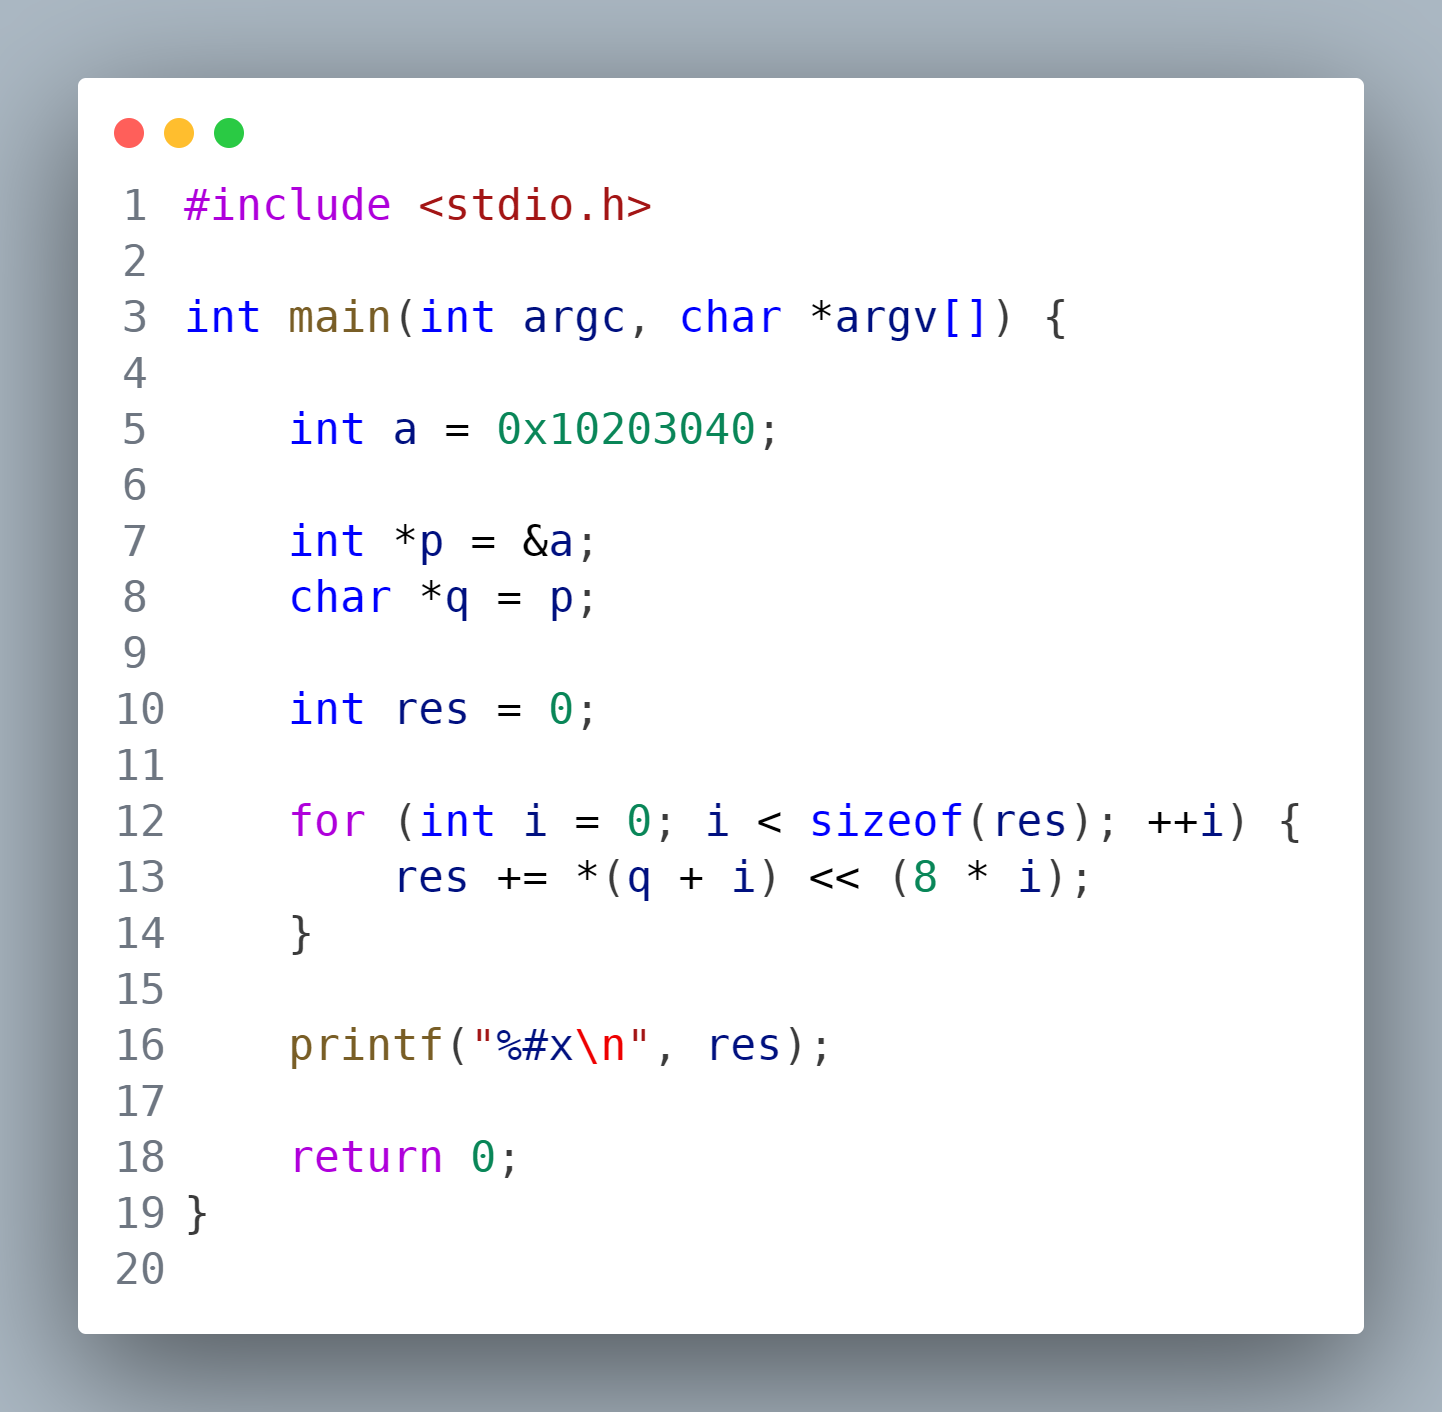 1 #include <stdio.h>
2
3 int main(int argc, char *argv[]) {
4
5     int a = 0x10203040;
6
7     int *p = &a;
8     char *q = p;
9
10     int res = 0;
11
12     for (int i = 0; i < sizeof(res); ++i) {
13         res += *(q + i) << (8 * i);
14     }
15
16     printf("%#x\n", res);
17
18     return 0;
19 }
20